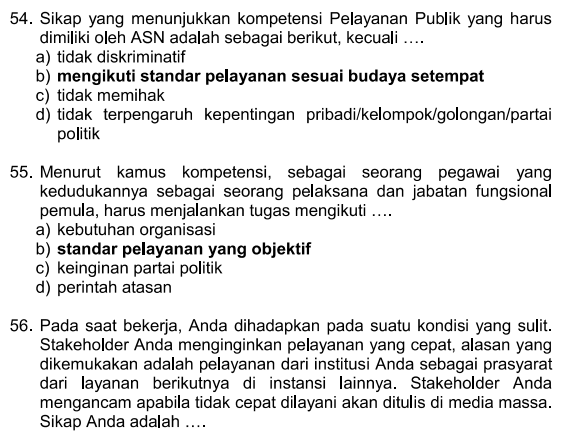 54. Sikap yang menunjukkan kompetensi Pelayanan Publik yang harus
dimiliki oleh ASN adalah sebagai berikut, kecuali ….
a) tidak diskriminatif
b) mengikuti standar pelayanan sesuai budaya setempat
c) tidak memihak
d) tidak terpengaruh kepentingan pribadi/kelompok/golongan/partai
politik
55. Menurut kamus kompetensi, sebagai seorang pegawai yang
kedudukannya sebagai seorang pelaksana dan jabatan fungsional
pemula, harus menjalankan tugas mengikuti ….
a) kebutuhan organisasi
b) standar pelayanan yang objektif
c) keinginan partai politik
d) perintah atasan
56. Pada saat bekerja, Anda dihadapkan pada suatu kondisi yang sulit.
Stakeholder Anda menginginkan pelayanan yang cepat, alasan yang
dikemukakan adalah pelayanan dari institusi Anda sebagai prasyarat
dari layanan berikutnya di instansi lainnya. Stakeholder Anda
mengancam apabila tidak cepat dilayani akan ditulis di media massa.
Sikap Anda adalah ….